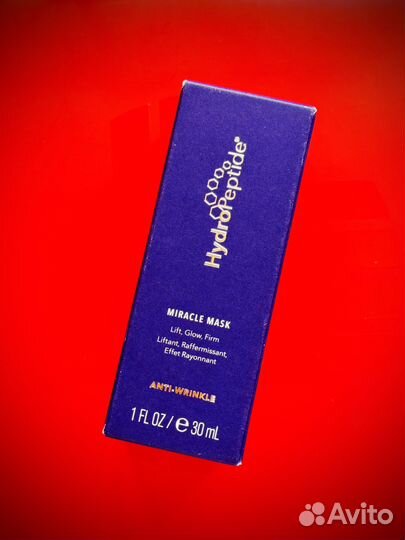 HydroPeptide®
MIRACLE MASK
Lift, Glow, Firm
Liftant, Raffermissant,
Effet Rayonnant
ANTI-WRINKLE
1 FL OZ / ℮ 30 mL
Avito